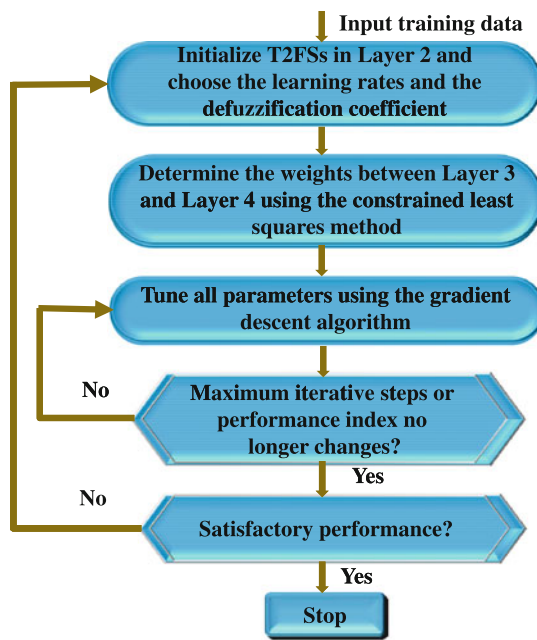 Input training data
Initialize T2FSs in Layer 2 and
choose the learning rates and the
defuzzification coefficient
Determine the weights between Layer 3
and Layer 4 using the constrained least
squares method
Tune all parameters using the gradient
descent algorithm
No
Maximum iterative steps or
performance index no
longer changes?
Yes
No
Satisfactory performance?
Yes
Stop